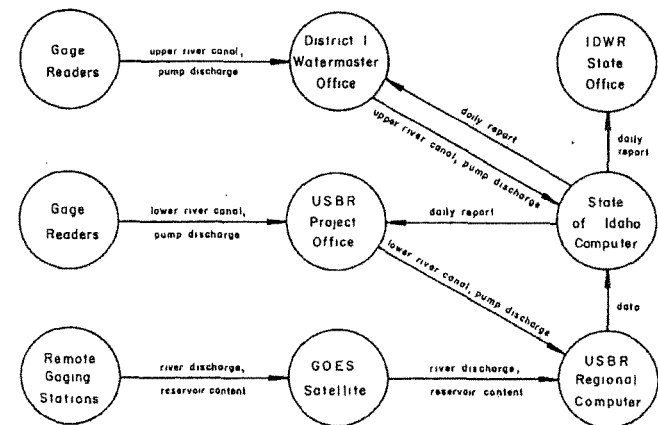 Gage
Readers
upper river canal,
pump discharge
District I
Watermaster
Office
IDWR
State
Office
daily report
upper river canal, pump discharge
daily
report
Gage
Readers
lower river canal,
pump discharge
USBR
Project
Office
daily report
State
of Idaho
Computer
lower river canal, pump discharge
data
Remote
Gaging
Stations
river discharge,
reservoir content
GOES
Satellite
river discharge,
reservoir content
USBR
Regional
Computer